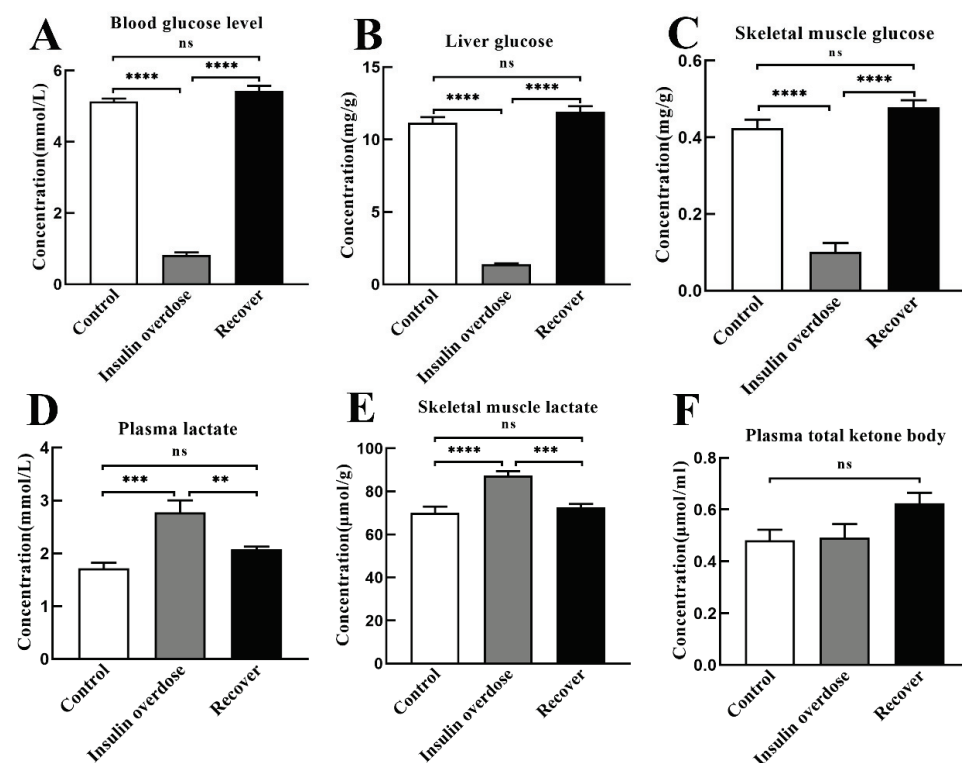 A
Blood glucose level
ns
****
****
Concentration(mmol/L)
6
4
2
0
Control
Insulin overdose
Recover
B
Liver glucose
ns
****
****
Concentration(mg/g)
15
10
5
0
Control
Insulin overdose
Recover
C
Skeletal muscle glucose
ns
****
****
Concentration(mg/g)
0.6
0.4
0.2
0.0
Control
Insulin overdose
Recover
D
Plasma lactate
ns
***
**
Concentration(mmol/L)
4
3
2
1
0
Control
Insulin overdose
Recover
E
Skeletal muscle lactate
ns
****
***
Concentration(μmol/g)
100
80
60
40
20
0
Control
Insulin overdose
Recover
F
Plasma total ketone body
ns
Concentration(μmol/ml)
0.8
0.6
0.4
0.2
0.0
Control
Insulin overdose
Recover